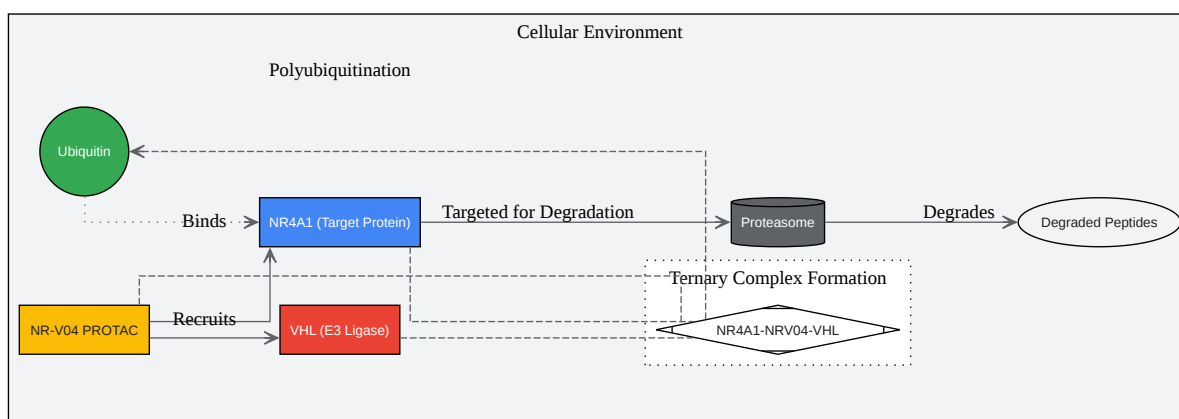 Cellular Environment
Polyubiquitination
Ubiquitin
Binds
NR4A1 (Target Protein)
Targeted for Degradation
Proteasome
Degrades
Degraded Peptides
Ternary Complex Formation
NR-V04 PROTAC
Recruits
VHL (E3 Ligase)
NR4A1-NRV04-VHL